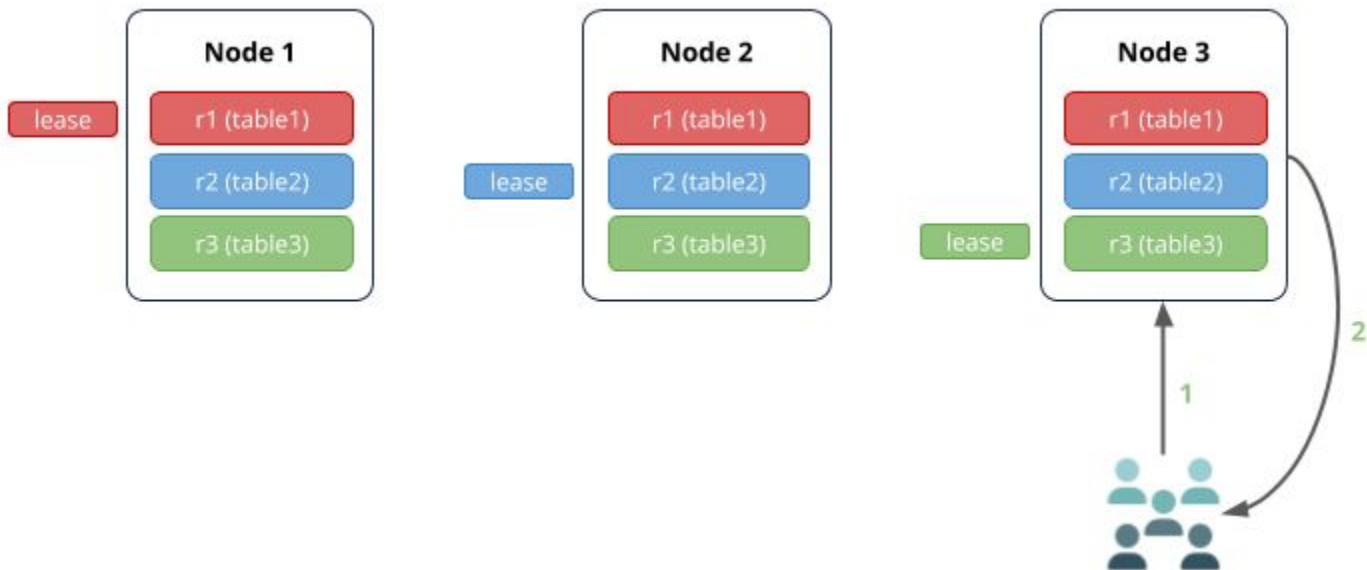 Node 1
lease
r1 (table1)
r2 (table2)
r3 (table3)
Node 2
r1 (table1)
lease
r2 (table2)
r3 (table3)
Node 3
r1 (table1)
r2 (table2)
lease
r3 (table3)
1
2